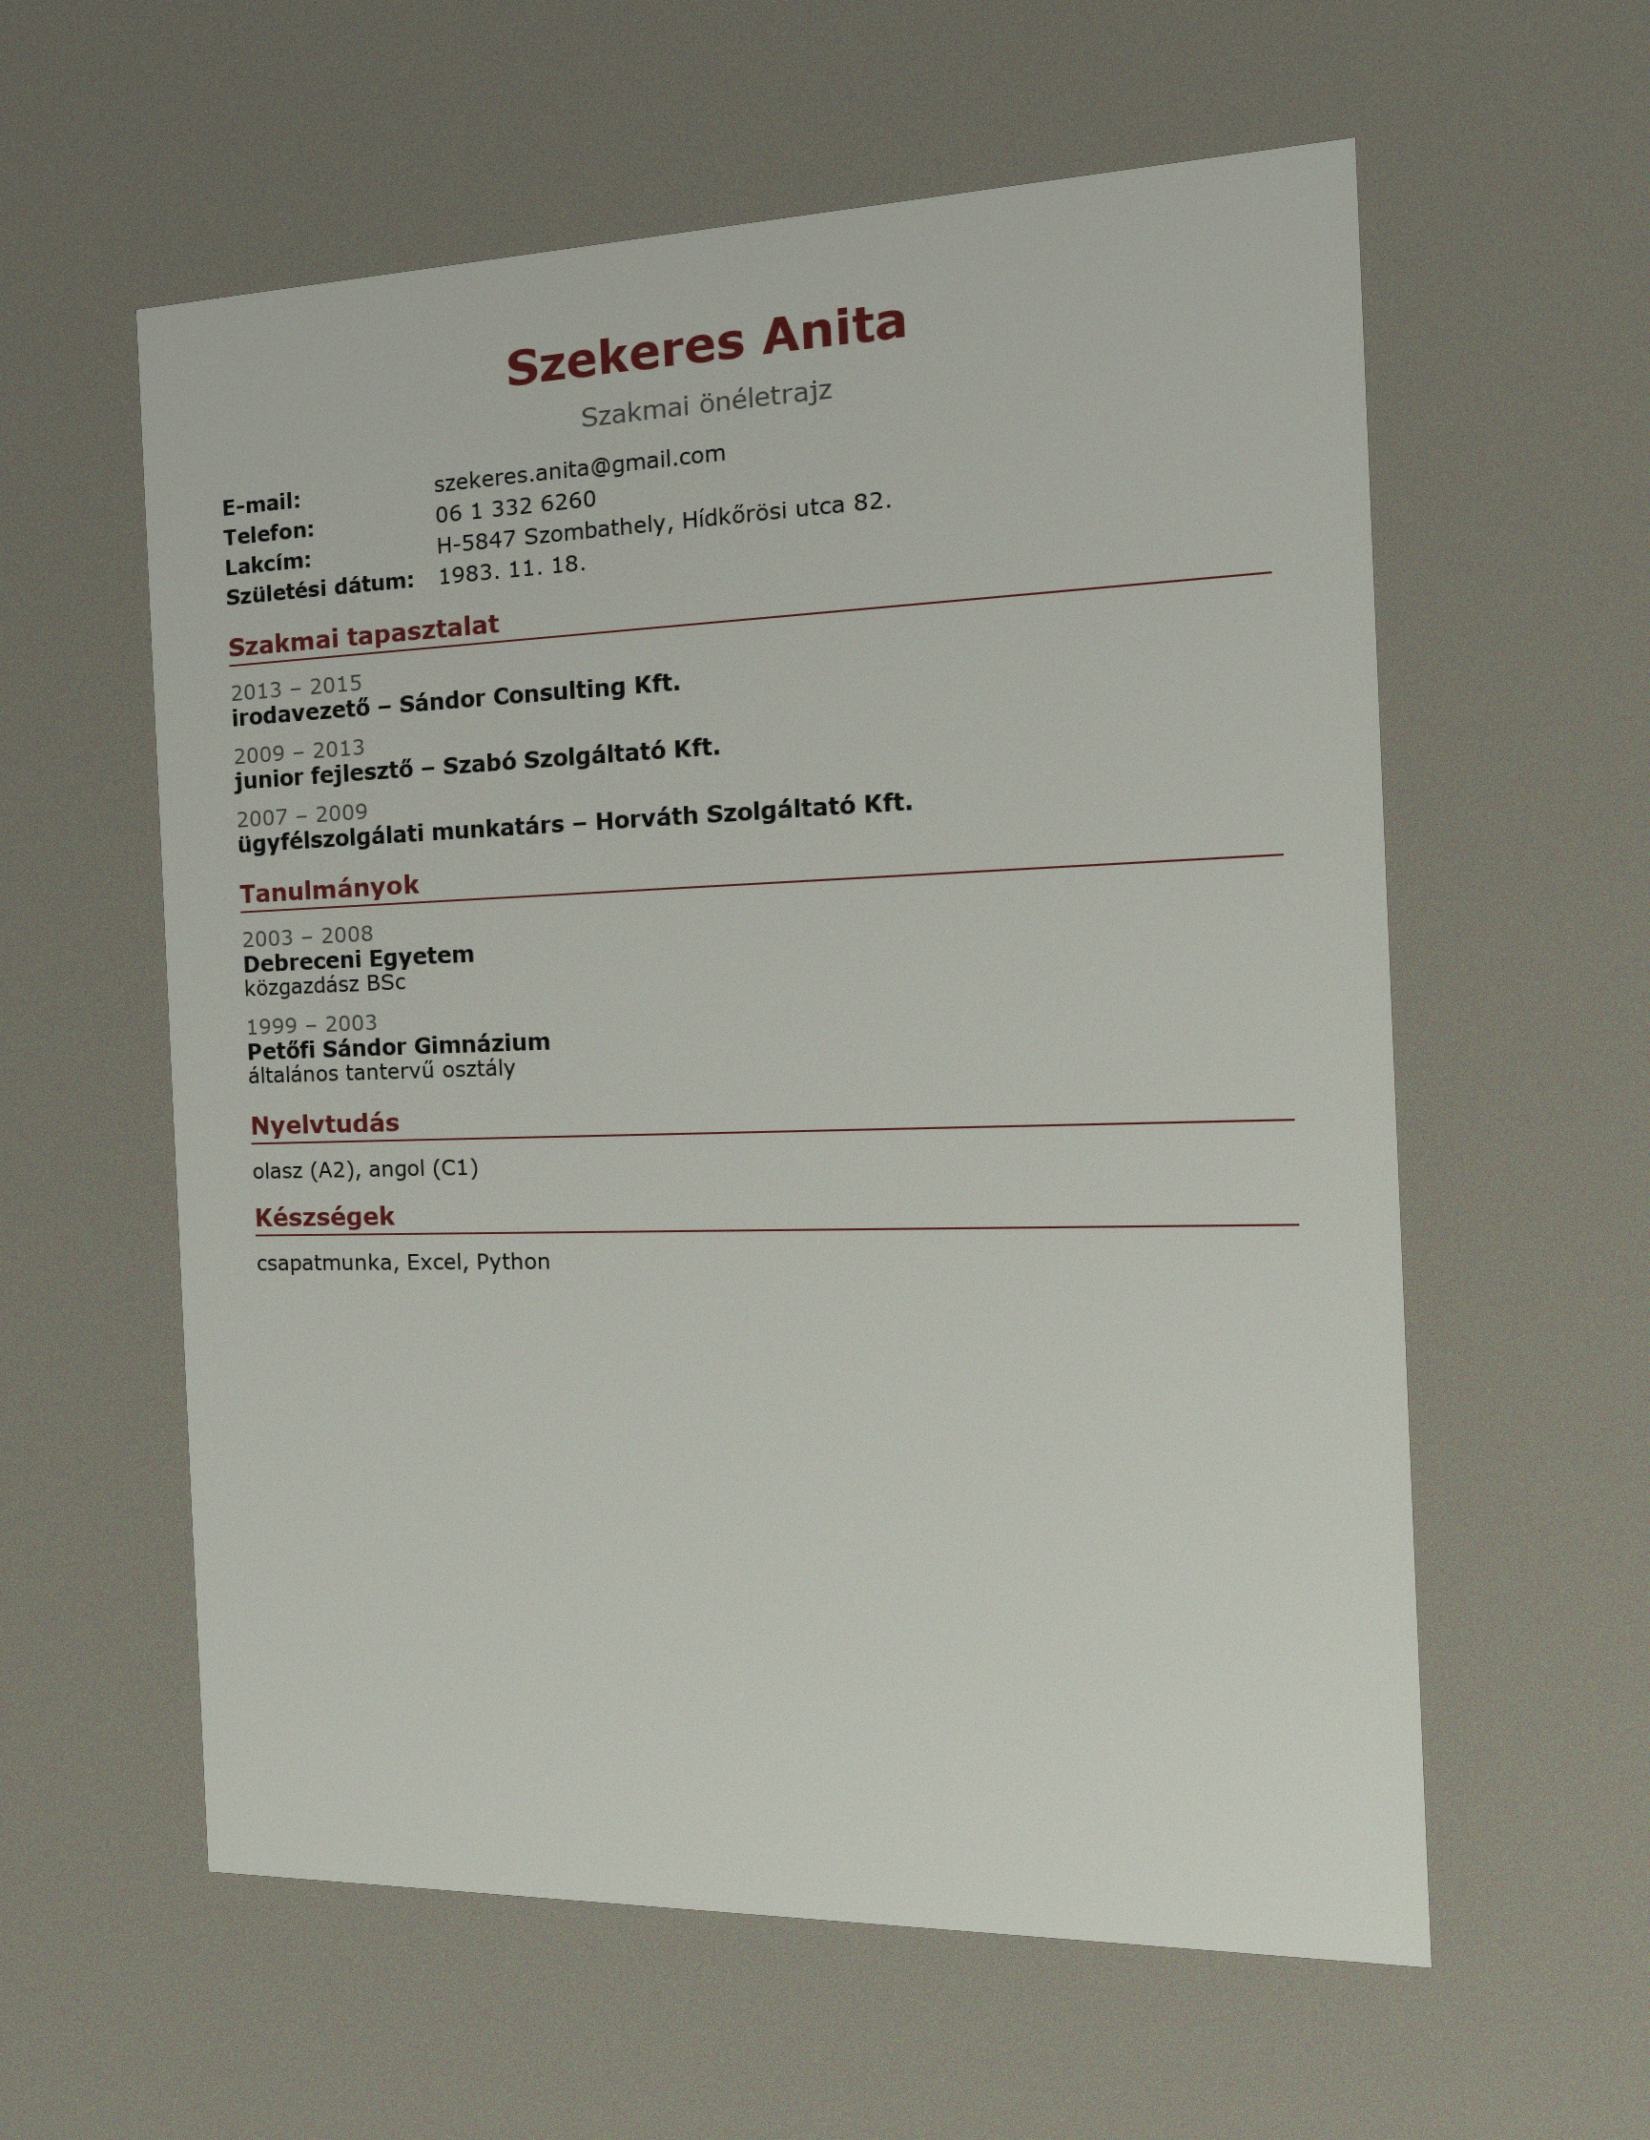 Szekeres Anita
Szakmai önéletrajz
E-mail: szekeres.anita@gmail.com
Telefon: 06 1 332 6260
Lakcím: H-5847 Szombathely, Hídkőrösi utca 82.
Születési dátum: 1983. 11. 18.
Szakmai tapasztalat
2013 – 2015
irodavezető – Sándor Consulting Kft.
2009 – 2013
junior fejlesztő – Szabó Szolgáltató Kft.
2007 – 2009
ügyfélszolgálati munkatárs – Horváth Szolgáltató Kft.
Tanulmányok
2003 – 2008
Debreceni Egyetem
közgazdász BSc
1999 – 2003
Petőfi Sándor Gimnázium
általános tantervű osztály
Nyelvtudás
olasz (A2), angol (C1)
Készségek
csapatmunka, Excel, Python